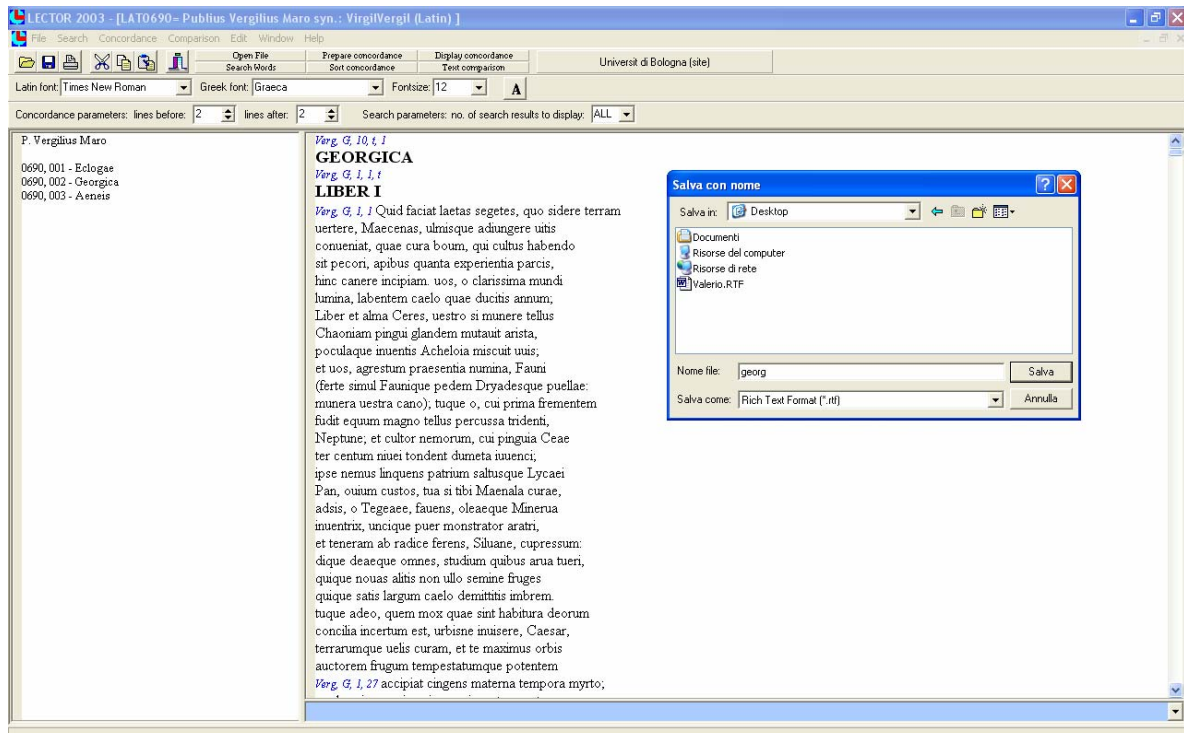 LECTOR 2003 - [LAT0690= Publius Vergilius Maro syn.: VirgilVergil (Latin) ]
File Search Concordance Comparison Edit Window Help
Open File Prepare concordance Display concordance
Search Words Sort concordance Text comparison
Universit di Bologna (site)
Latin font: Times New Roman Greek font: Graeca Fontsize: 12 A
Concordance parameters: lines before: 2 lines after: 2 Search parameters: no. of search results to display: ALL
P. Vergilius Maro
0690, 001 - Eclogae
0690, 002 - Georgica
0690, 003 - Aeneis
Verg, G, 10, t, 1
GEORGICA
Verg, G, 1, 1, t
LIBER I
Verg, G, 1, 1 Quid faciat laetas segetes, quo sidere terram
uertere, Maecenas, ulmisque adiungere uitis
conueniat, quae cura boum, qui cultus habendo
sit pecori, apibus quanta experientia parcis,
hinc canere incipiam. uos, o clarissima mundi
lumina, labentem caelo quae ducitis annum;
Liber et alma Ceres, uestro si munere tellus
Chaoniam pingui glandem mutauit arista,
poculaque inuentis Acheloia miscuit uuis;
et uos, agrestum praesentia numina, Fauni
(ferte simul Faunique pedem Dryadesque puellae:
munera uestra cano); tuque o, cui prima frementem
fudit equum magno tellus percussa tridenti,
Neptune; et cultor nemorum, cui pinguia Ceae
ter centum niuei tondent dumeta iuuenci;
ipse nemus linquens patrium saltusque Lycaei
Pan, ouium custos, tua si tibi Maenala curae,
adsis, o Tegeaee, fauens, oleaeque Minerua
inuentrix, uncique puer monstrator aratri,
et teneram ab radice ferens, Siluane, cupressum:
dique deaeque omnes, studium quibus arua tueri,
quique nouas alitis non ullo semine fruges
quique satis largum caelo demittitis imbrem.
tuque adeo, quem mox quae sint habitura deorum
concilia incertum est, urbisne inuisere, Caesar,
terrarumque uelis curam, et te maximus orbis
auctorem frugum tempestatumque potentem
Verg, G, 1, 27 accipiat cingens materna tempora myrto;
Salva con nome
Salva in: Desktop
Documenti
Risorse del computer
Risorse di rete
Valerio.RTF
Nome file: georg Salva
Salva come: Rich Text Format (*.rtf) Annulla